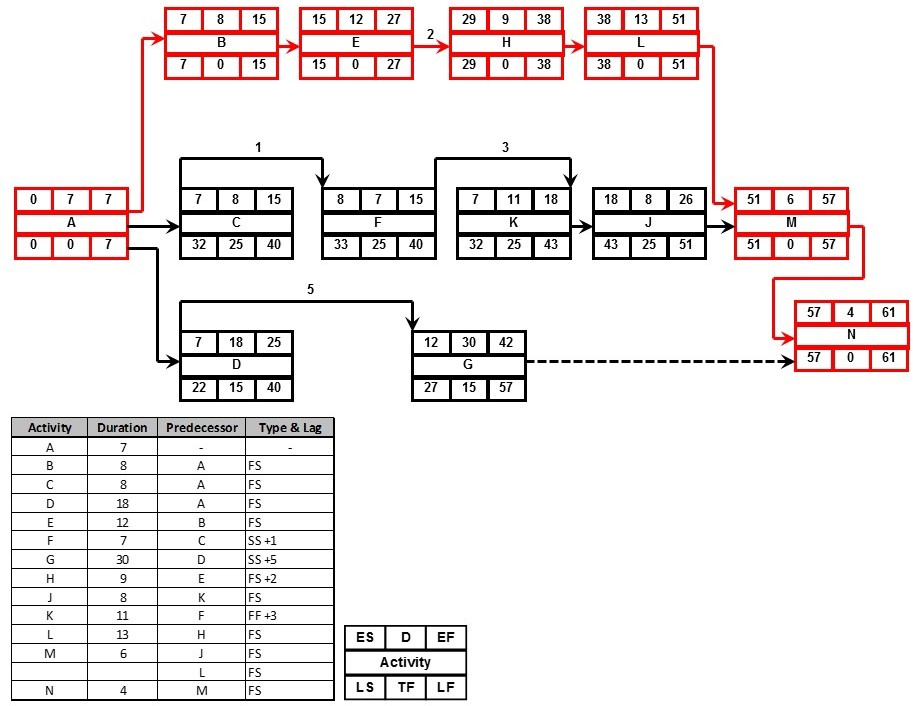 7 8 15
B
7 0 15
15 12 27
E
15 0 27
2
29 9 38
H
29 0 38
38 13 51
L
38 0 51
1
3
0 7 7
A
0 0 7
7 8 15
C
32 25 40
8 7 15
F
33 25 40
7 11 18
K
32 25 43
18 8 26
J
43 25 51
51 6 57
M
51 0 57
5
7 18 25
D
22 15 40
12 30 42
G
27 15 57
57 4 61
N
57 0 61
Activity Duration Predecessor Type & Lag
A 7 - -
B 8 A FS
C 8 A FS
D 18 A FS
E 12 B FS
F 7 C SS +1
G 30 D SS +5
H 9 E FS +2
J 8 K FS
K 11 F FF +3
L 13 H FS
M 6 J FS
L FS
N 4 M FS
ES D EF
Activity
LS TF LF